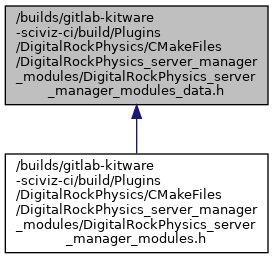 /builds/gitlab-kitware
-sciviz-ci/build/Plugins
/DigitalRockPhysics/CMakeFiles
/DigitalRockPhysics_server_manager
_modules/DigitalRockPhysics_server
_manager_modules_data.h
/builds/gitlab-kitware
-sciviz-ci/build/Plugins
/DigitalRockPhysics/CMakeFiles
/DigitalRockPhysics_server_manager
_modules/DigitalRockPhysics_server
_manager_modules.h